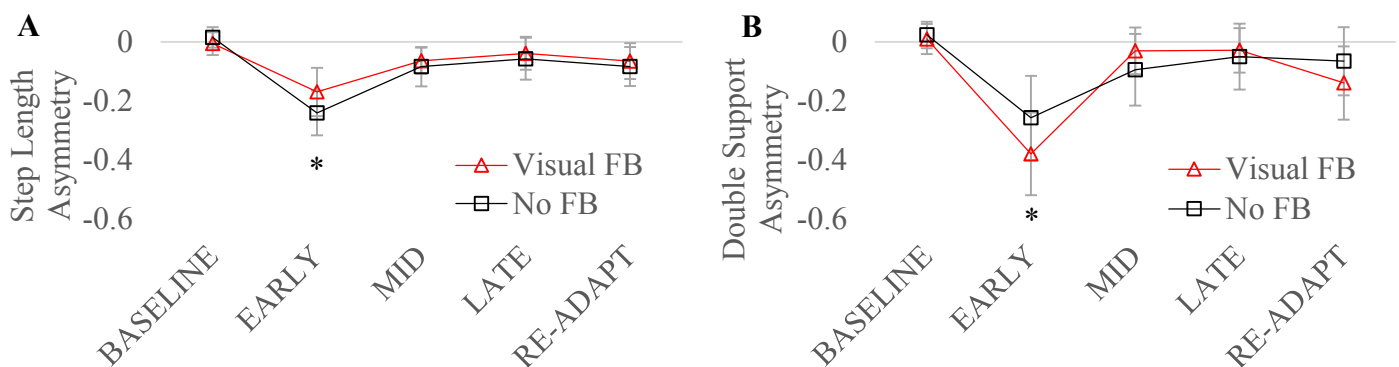 A
Step Length
Asymmetry
0
-0.2
-0.4
-0.6
*
Visual FB
No FB
BASELINE
EARLY
MID
LATE
RE-ADAPT
B
Double Support
Asymmetry
0
-0.2
-0.4
-0.6
*
Visual FB
No FB
BASELINE
EARLY
MID
LATE
RE-ADAPT